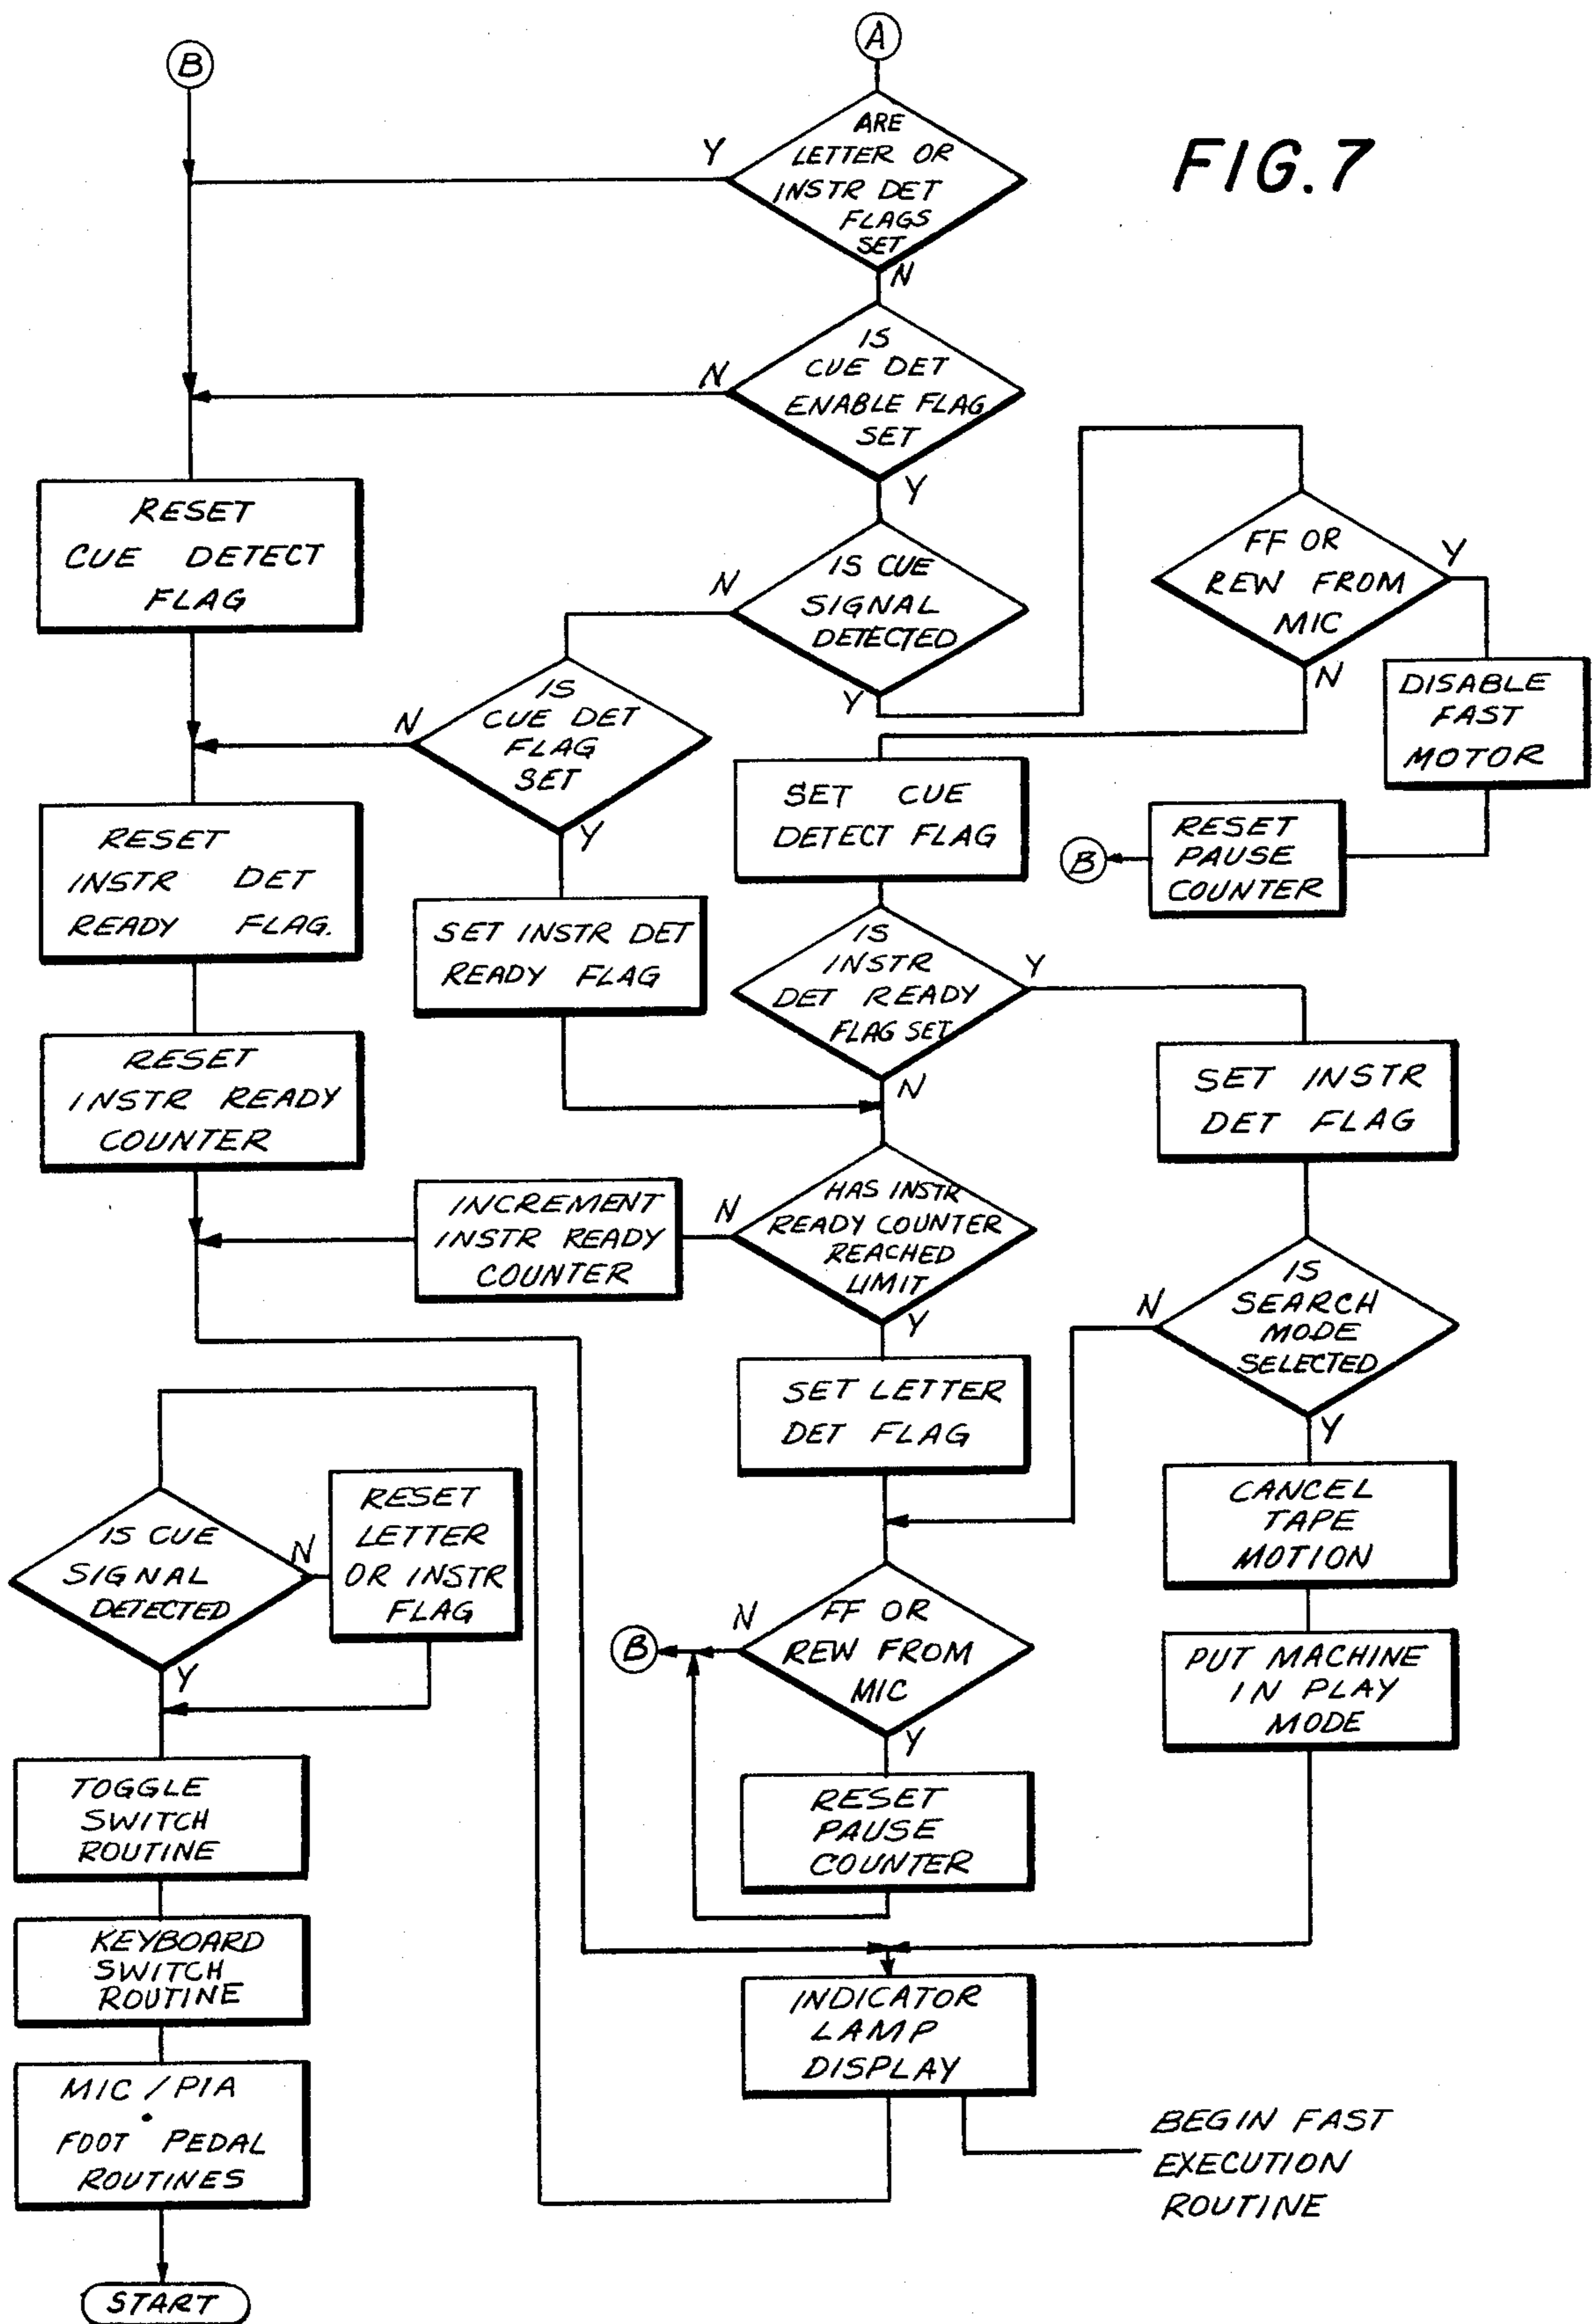 B
A
FIG.7
ARE
LETTER OR
INSTR DET
FLAGS
SET
Y
N
IS
CUE DET
ENABLE FLAG
SET
N
Y
RESET
CUE DETECT
FLAG
IS CUE
SIGNAL
DETECTED
N
Y
FF OR
REW FROM
MIC
Y
N
DISABLE
FAST
MOTOR
IS
CUE DET
FLAG
SET
N
Y
SET CUE
DETECT FLAG
RESET
PAUSE
COUNTER
B
RESET
INSTR DET
READY FLAG.
SET INSTR DET
READY FLAG
IS
INSTR
DET READY
FLAG SET
Y
N
RESET
INSTR READY
COUNTER
SET INSTR
DET FLAG
INCREMENT
INSTR READY
COUNTER
HAS INSTR
READY COUNTER
REACHED
LIMIT
N
Y
IS
SEARCH
MODE
SELECTED
N
Y
SET LETTER
DET FLAG
IS CUE
SIGNAL
DETECTED
N
Y
RESET
LETTER
OR INSTR
FLAG
CANCEL
TAPE
MOTION
FF OR
REW FROM
MIC
N
Y
B
PUT MACHINE
IN PLAY
MODE
TOGGLE
SWITCH
ROUTINE
RESET
PAUSE
COUNTER
KEYBOARD
SWITCH
ROUTINE
INDICATOR
LAMP
DISPLAY
MIC / PIA
FOOT PEDAL
ROUTINES
BEGIN FAST
EXECUTION
ROUTINE
START